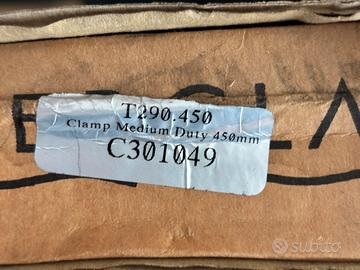 T290.450
Clamp Medium Duty 450mm
C301049
subito